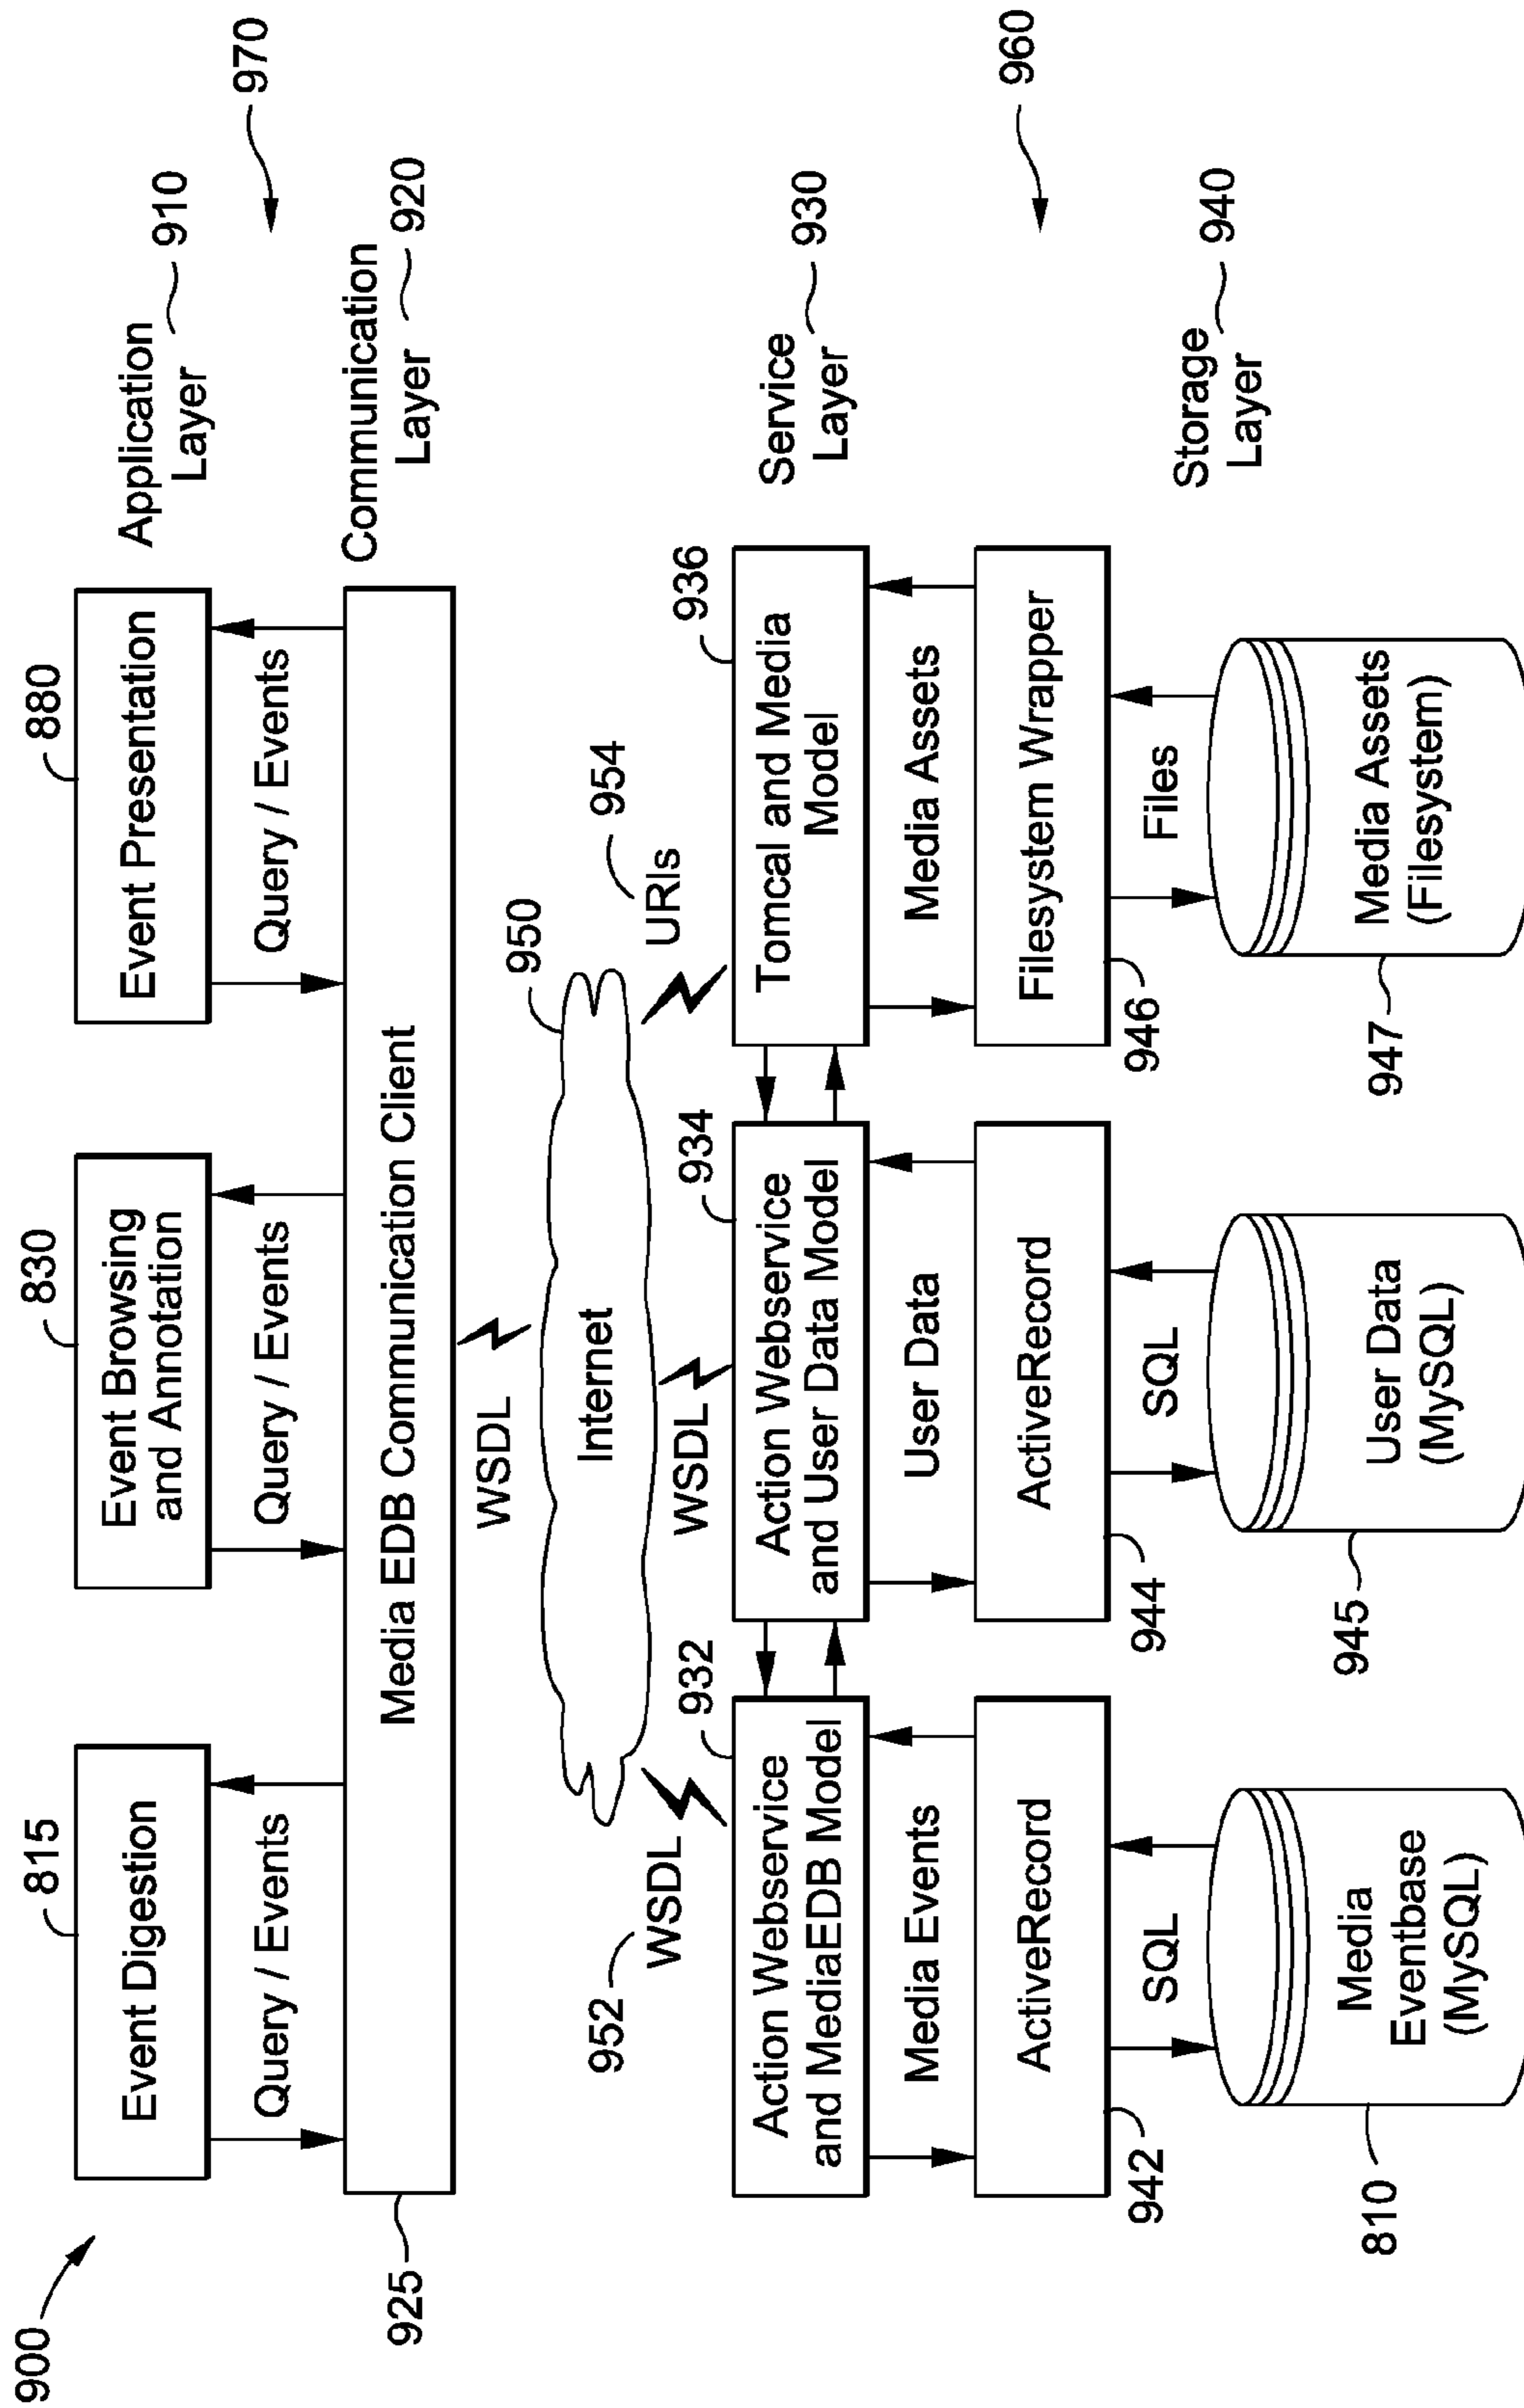 900
815
830
880
Application
Layer
910
970
Event Digestion
Event Browsing
and Annotation
Event Presentation
Query / Events
Query / Events
Query / Events
Communication
Layer
920
925
Media EDB Communication Client
WSDL
950
Internet
954
URIs
952
WSDL
WSDL
932
934
936
Service
Layer
930
Action Webservice
and MediaEDB Model
Action Webservice
and User Data Model
Tomcal and Media
Model
Media Events
User Data
Media Assets
960
ActiveRecord
ActiveRecord
Filesystem Wrapper
942
944
946
SQL
SQL
Files
Storage
Layer
940
Media
Eventbase
(MySQL)
User Data
(MySQL)
Media Assets
(Filesystem)
810
945
947